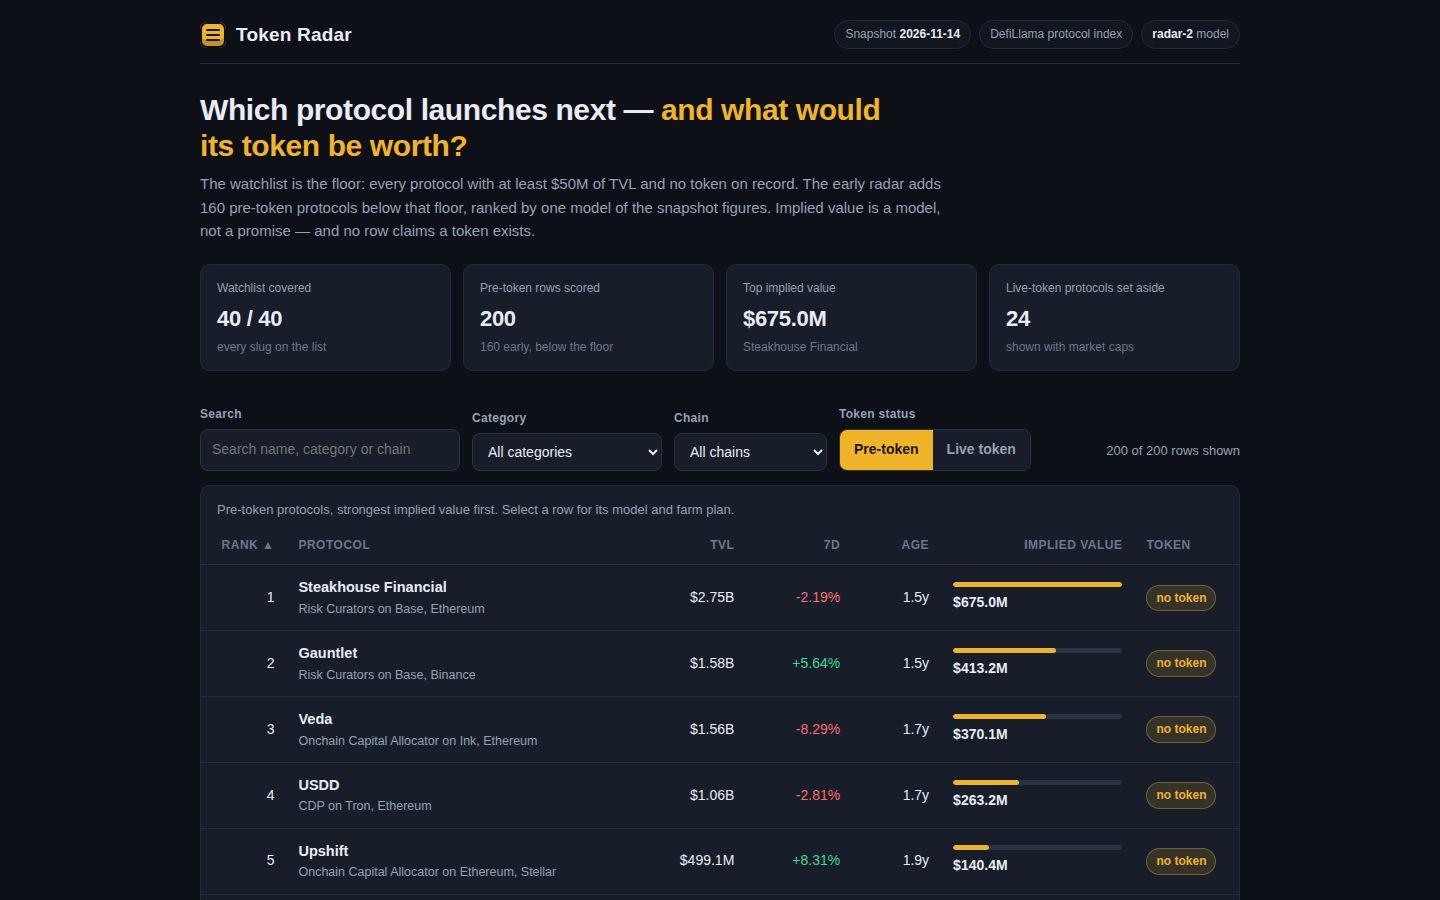 Token Radar
Snapshot 2026-11-14
DefiLlama protocol index
radar-2 model
Which protocol launches next — and what would
its token be worth?
The watchlist is the floor: every protocol with at least $50M of TVL and no token on record. The early radar adds
160 pre-token protocols below that floor, ranked by one model of the snapshot figures. Implied value is a model,
not a promise — and no row claims a token exists.
Watchlist covered
40 / 40
every slug on the list
Pre-token rows scored
200
160 early, below the floor
Top implied value
$675.0M
Steakhouse Financial
Live-token protocols set aside
24
shown with market caps
Search
Search name, category or chain
Category
All categories
Chain
All chains
Token status
Pre-token
Live token
200 of 200 rows shown
Pre-token protocols, strongest implied value first. Select a row for its model and farm plan.
RANK ▲ PROTOCOL TVL 7D AGE IMPLIED VALUE TOKEN
1 Steakhouse Financial $2.75B -2.19% 1.5y $675.0M no token
Risk Curators on Base, Ethereum
2 Gauntlet $1.58B +5.64% 1.5y $413.2M no token
Risk Curators on Base, Binance
3 Veda $1.56B -8.29% 1.7y $370.1M no token
Onchain Capital Allocator on Ink, Ethereum
4 USDD $1.06B -2.81% 1.7y $263.2M no token
CDP on Tron, Ethereum
5 Upshift $499.1M +8.31% 1.9y $140.4M no token
Onchain Capital Allocator on Ethereum, Stellar